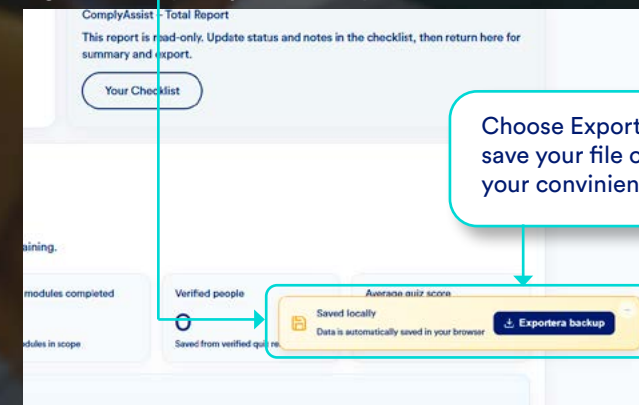 ComplyAssist – Total Report
This report is read-only. Update status and notes in the checklist, then return here for
summary and export.
Your Checklist
Choose Export
save your file
your convinien
aining.
modules completed
dules in scope
Verified people
0
Saved from verified quiz re
Average quiz score
Saved locally
Data is automatically saved in your browser
Exportera backup